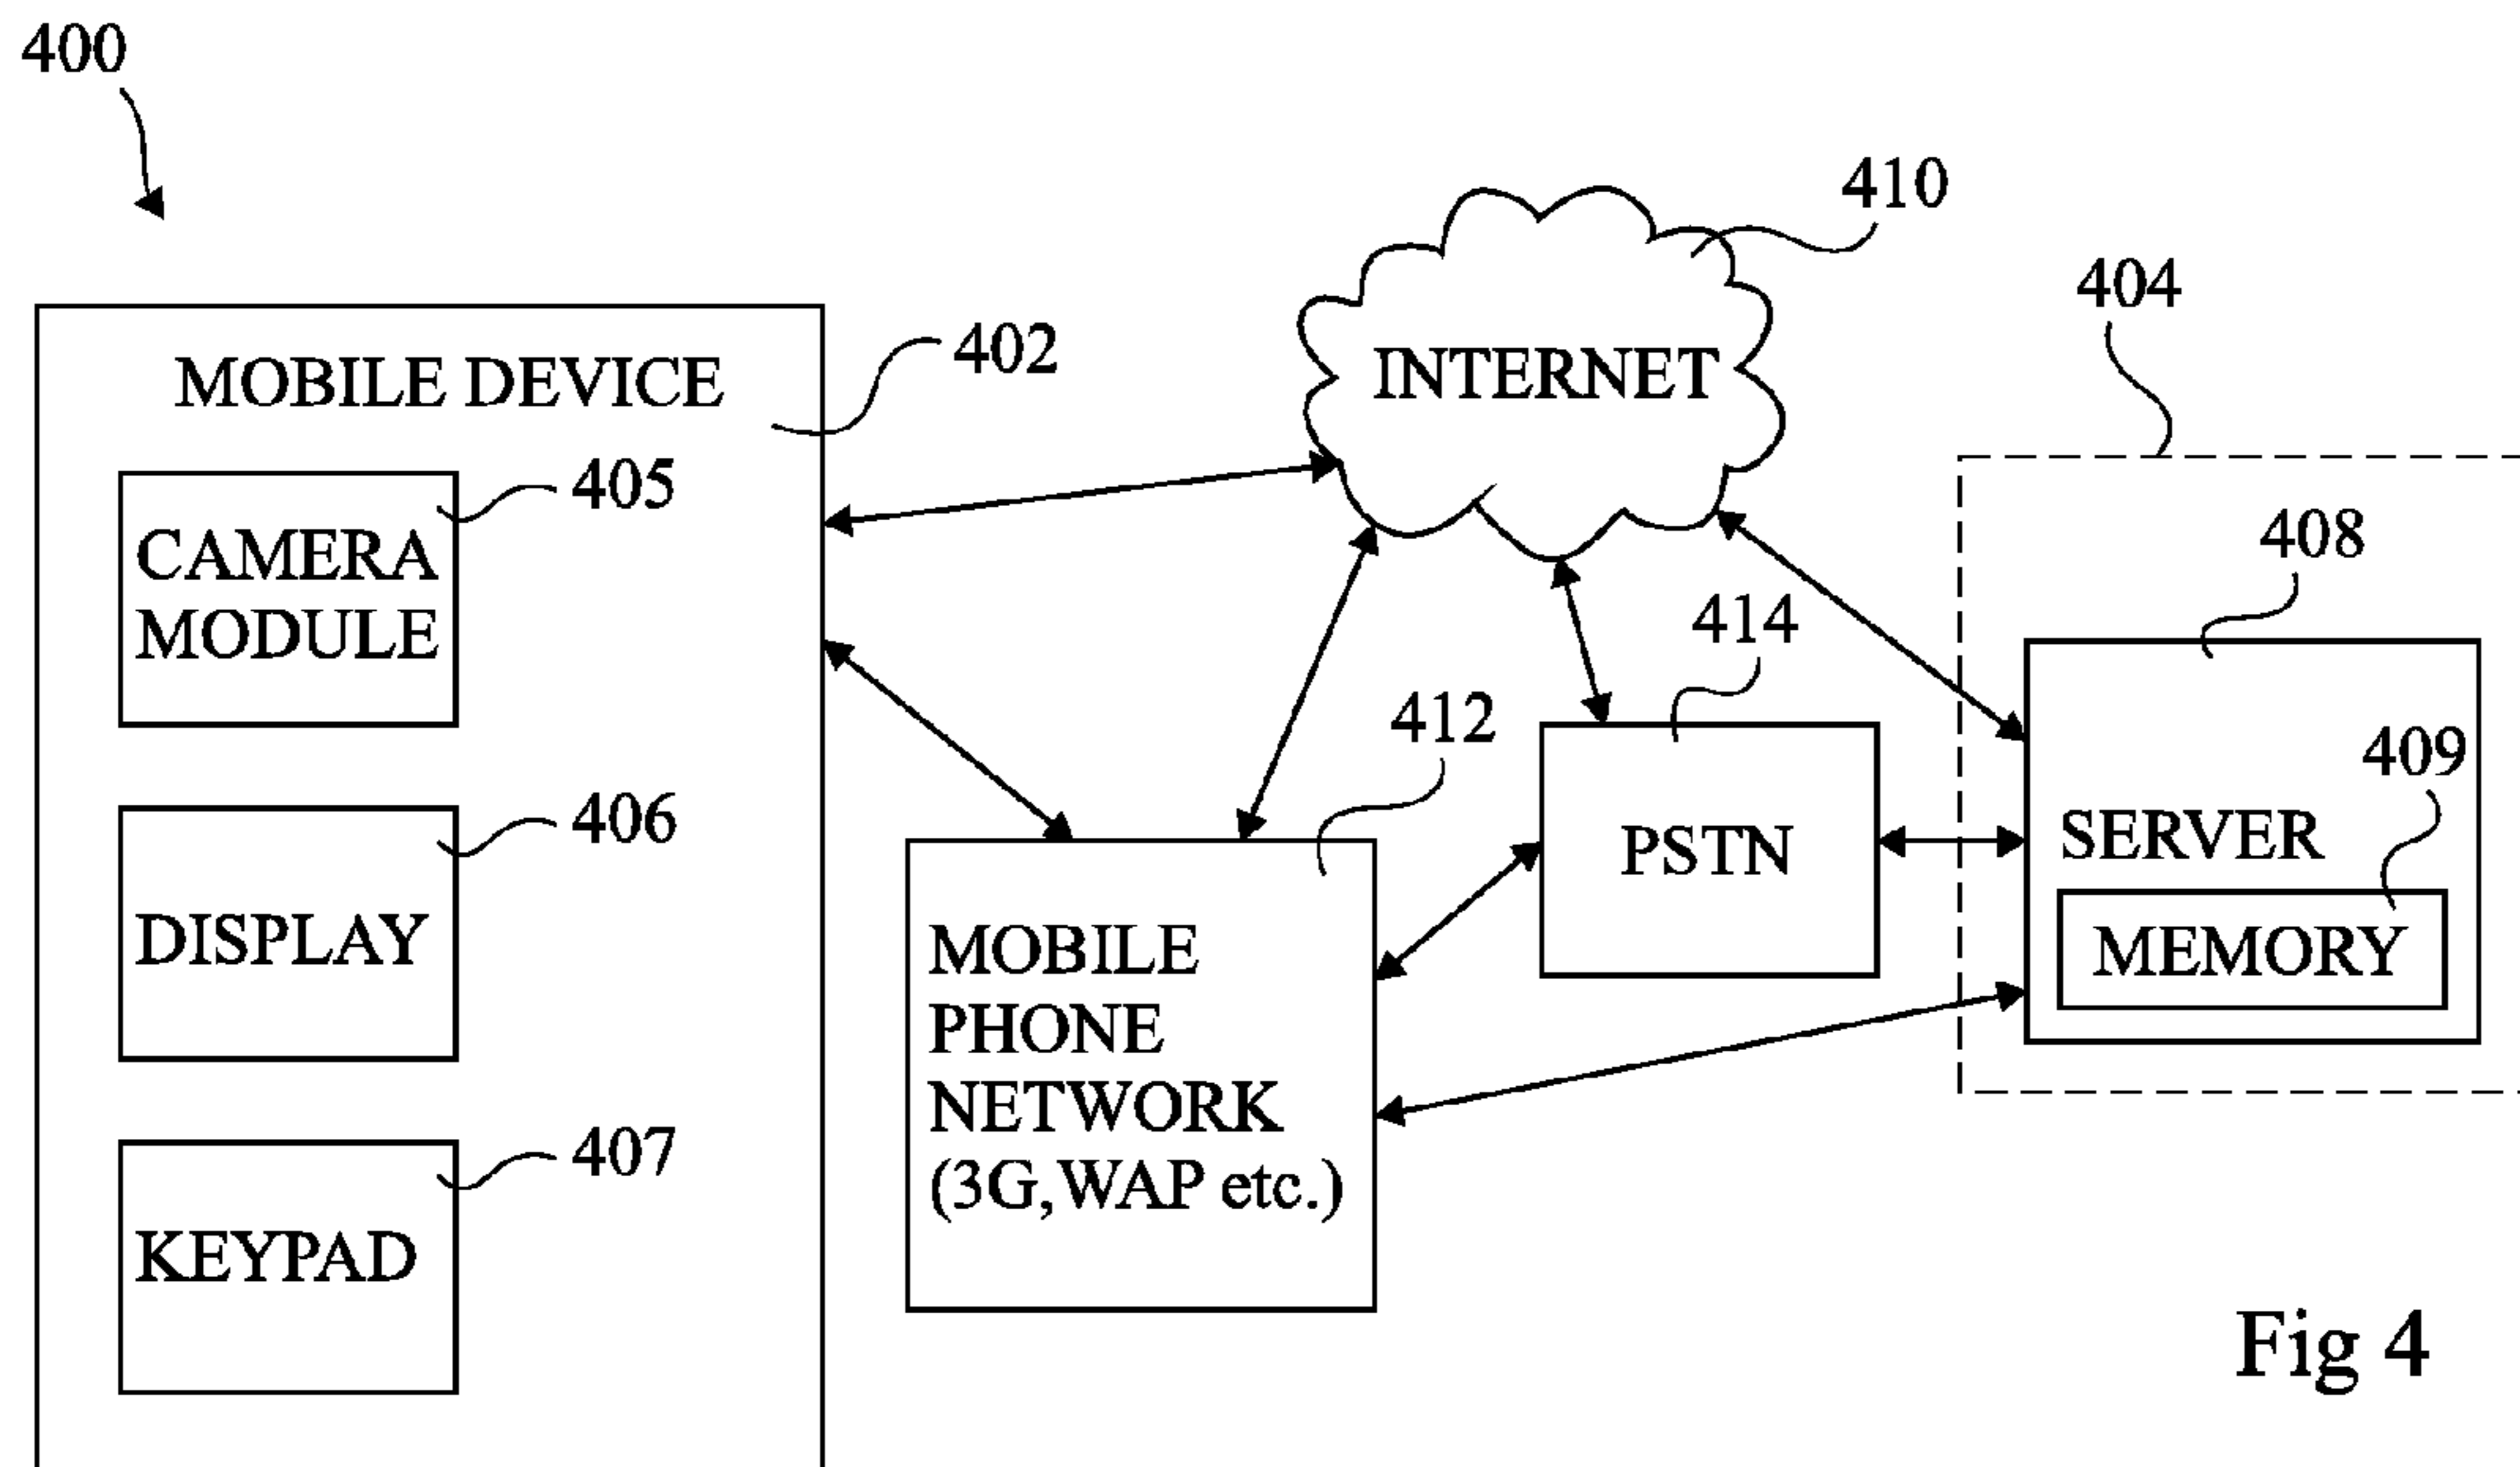 400
410
404
402
MOBILE DEVICE
INTERNET
405
CAMERA
MODULE
408
414
412
409
406
DISPLAY
PSTN
SERVER
MEMORY
MOBILE
PHONE
NETWORK
(3G, WAP etc.)
407
KEYPAD
Fig 4